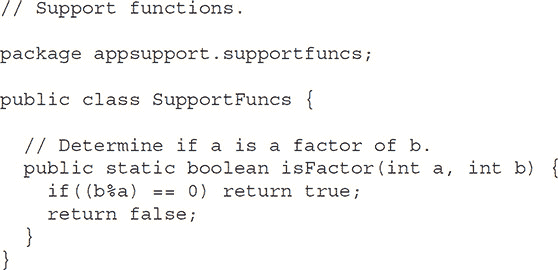 // Support functions.
package appsupport.supportfuncs;
public class SupportFuncs {
// Determine if a is a factor of b.
public static boolean isFactor(int a, int b) {
if((b%a) == 0) return true;
return false;
}
}